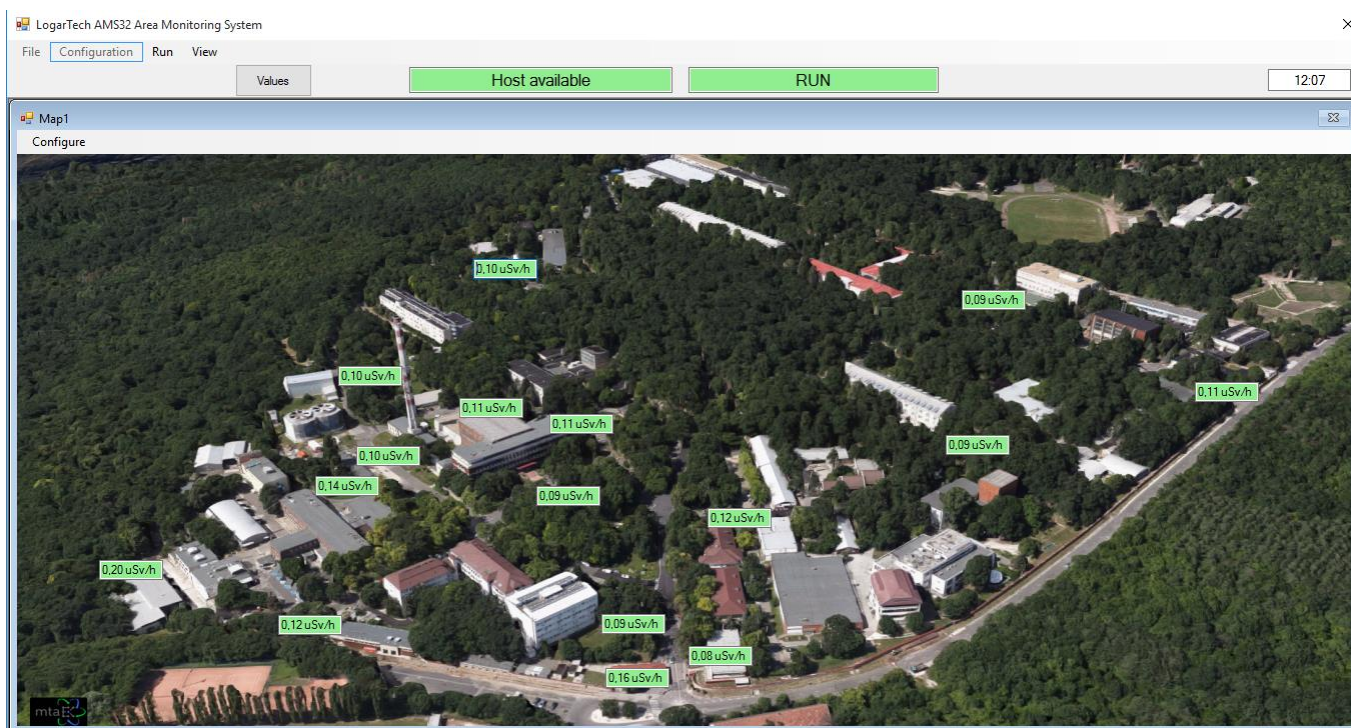 LogarTech AMS32 Area Monitoring System
File Configuration Run View
Values Host available RUN 12:07
Map1
Configure
0,10 uSv/h
0,09 uSv/h
0,10 uSv/h
0,11 uSv/h
0,11 uSv/h
0,11 uSv/h
0,09 uSv/h
0,10 uSv/h
0,14 uSv/h
0,09 uSv/h
0,12 uSv/h
0,20 uSv/h
0,12 uSv/h
0,09 uSv/h
0,08 uSv/h
0,16 uSv/h